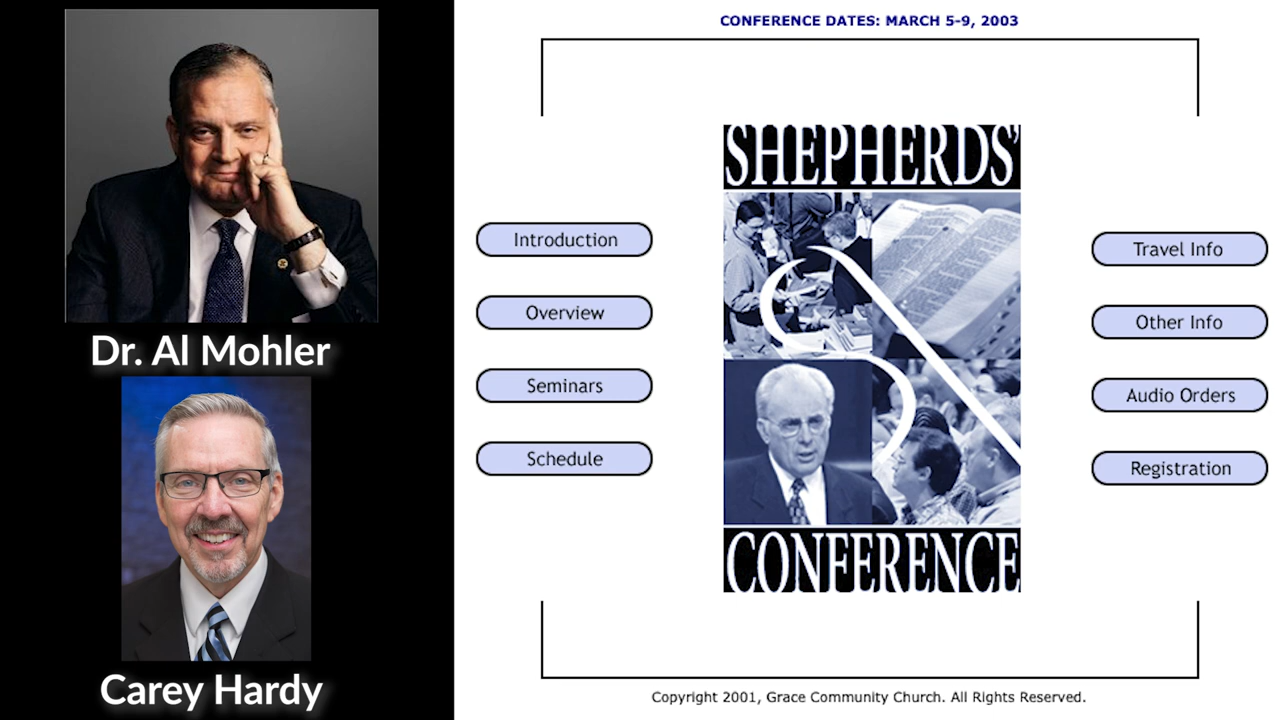 Dr. Al Mohler
Carey Hardy
CONFERENCE DATES: MARCH 5-9, 2003
SHEPHERDS'
CONFERENCE
Introduction
Overview
Seminars
Schedule
Travel Info
Other Info
Audio Orders
Registration
Copyright 2001, Grace Community Church. All Rights Reserved.